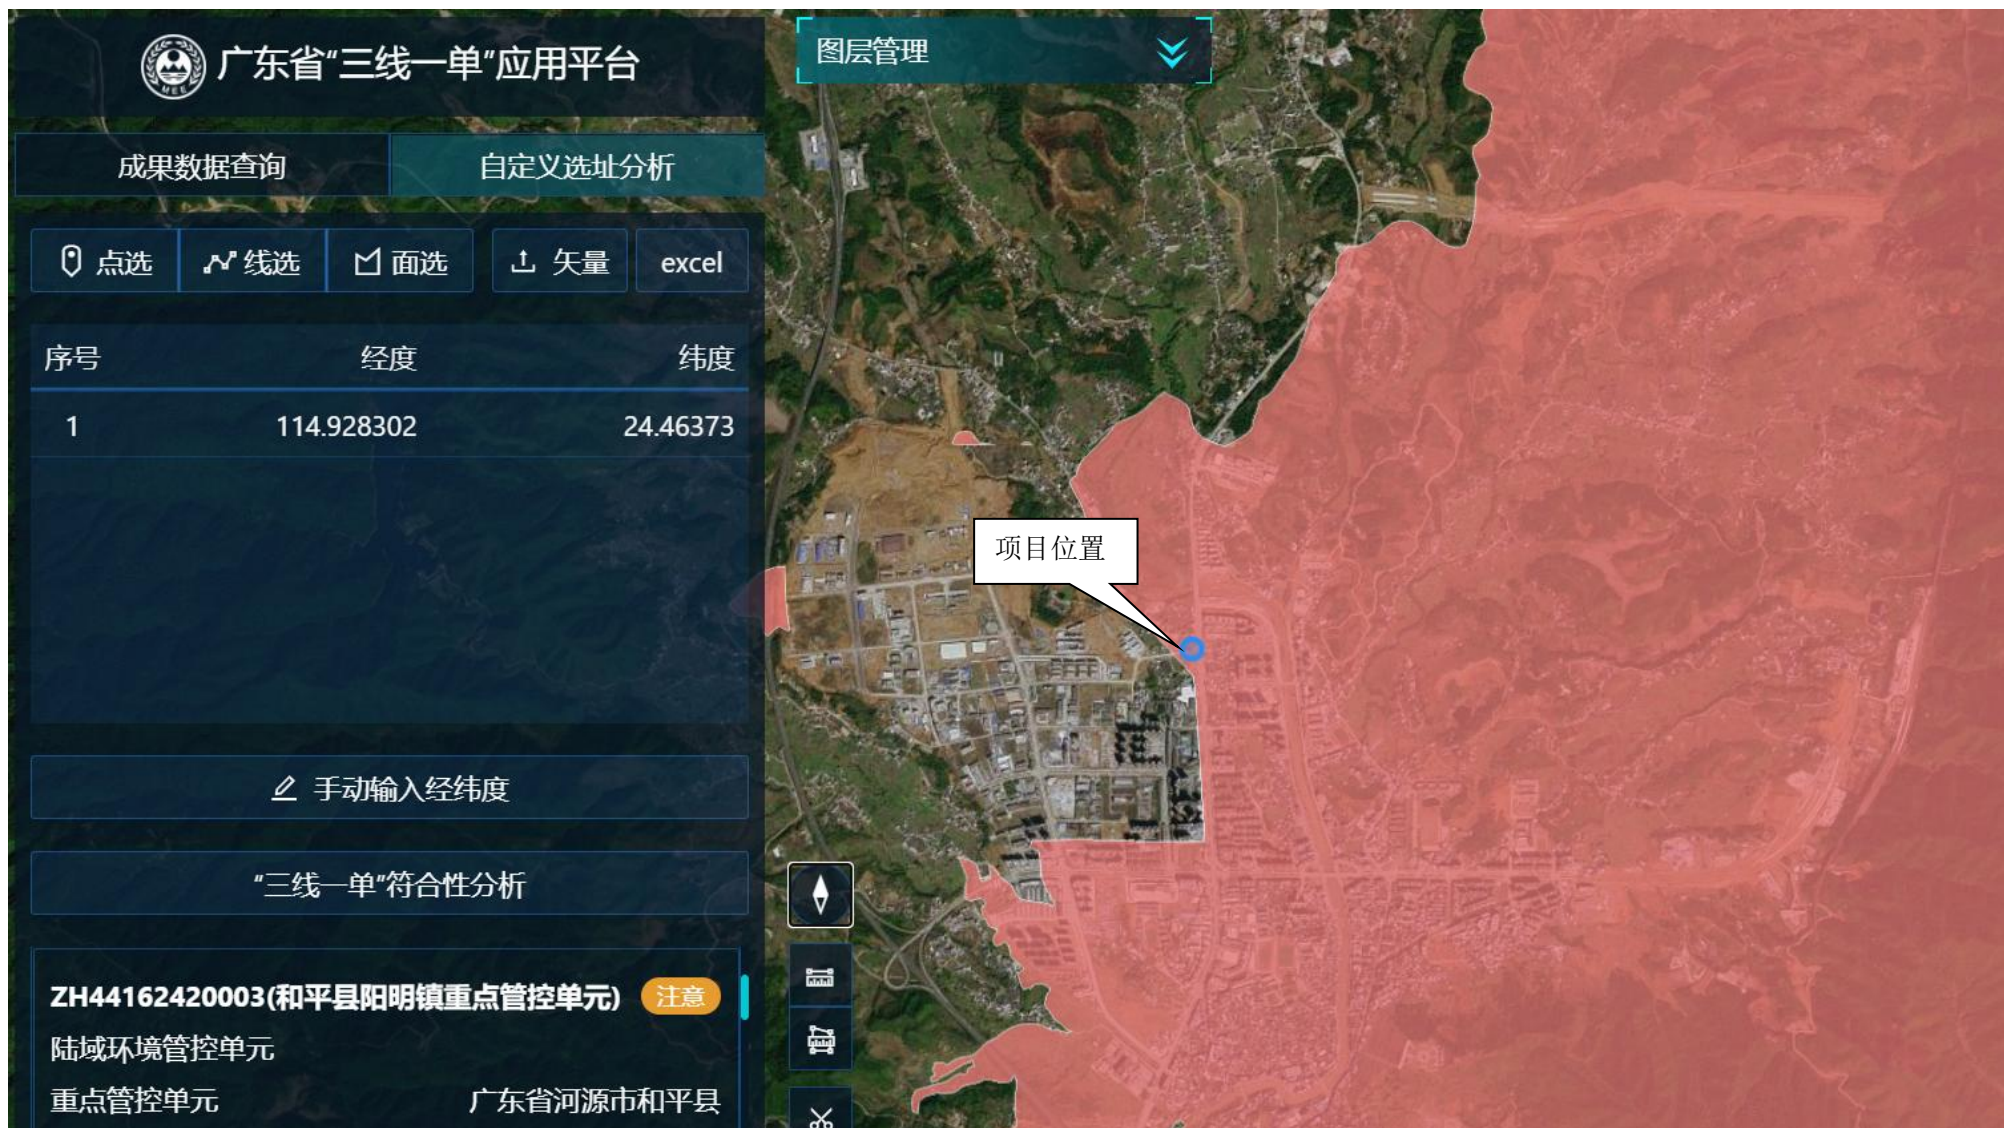 广东省“三线一单”应用平台
MEE
图层管理
成果数据查询
自定义选址分析
点选
线选
面选
矢量
excel
序号 经度 纬度
1 114.928302 24.46373
项目位置
手动输入经纬度
“三线一单”符合性分析
ZH44162420003(和平县阳明镇重点管控单元) 注意
陆域环境管控单元
重点管控单元 广东省河源市和平县